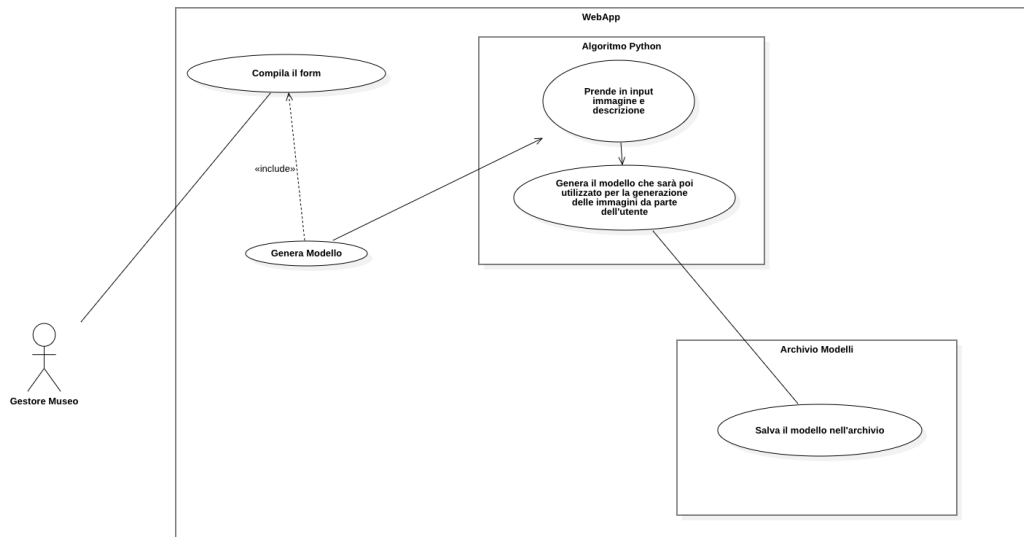 WebApp
Algoritmo Python
Compila il form
Prende in input
immagine e
descrizione
«include»
Genera il modello che sarà poi
utilizzato per la generazione
delle immagini da parte
dell'utente
Genera Modello
Archivio Modelli
Gestore Museo
Salva il modello nell'archivio